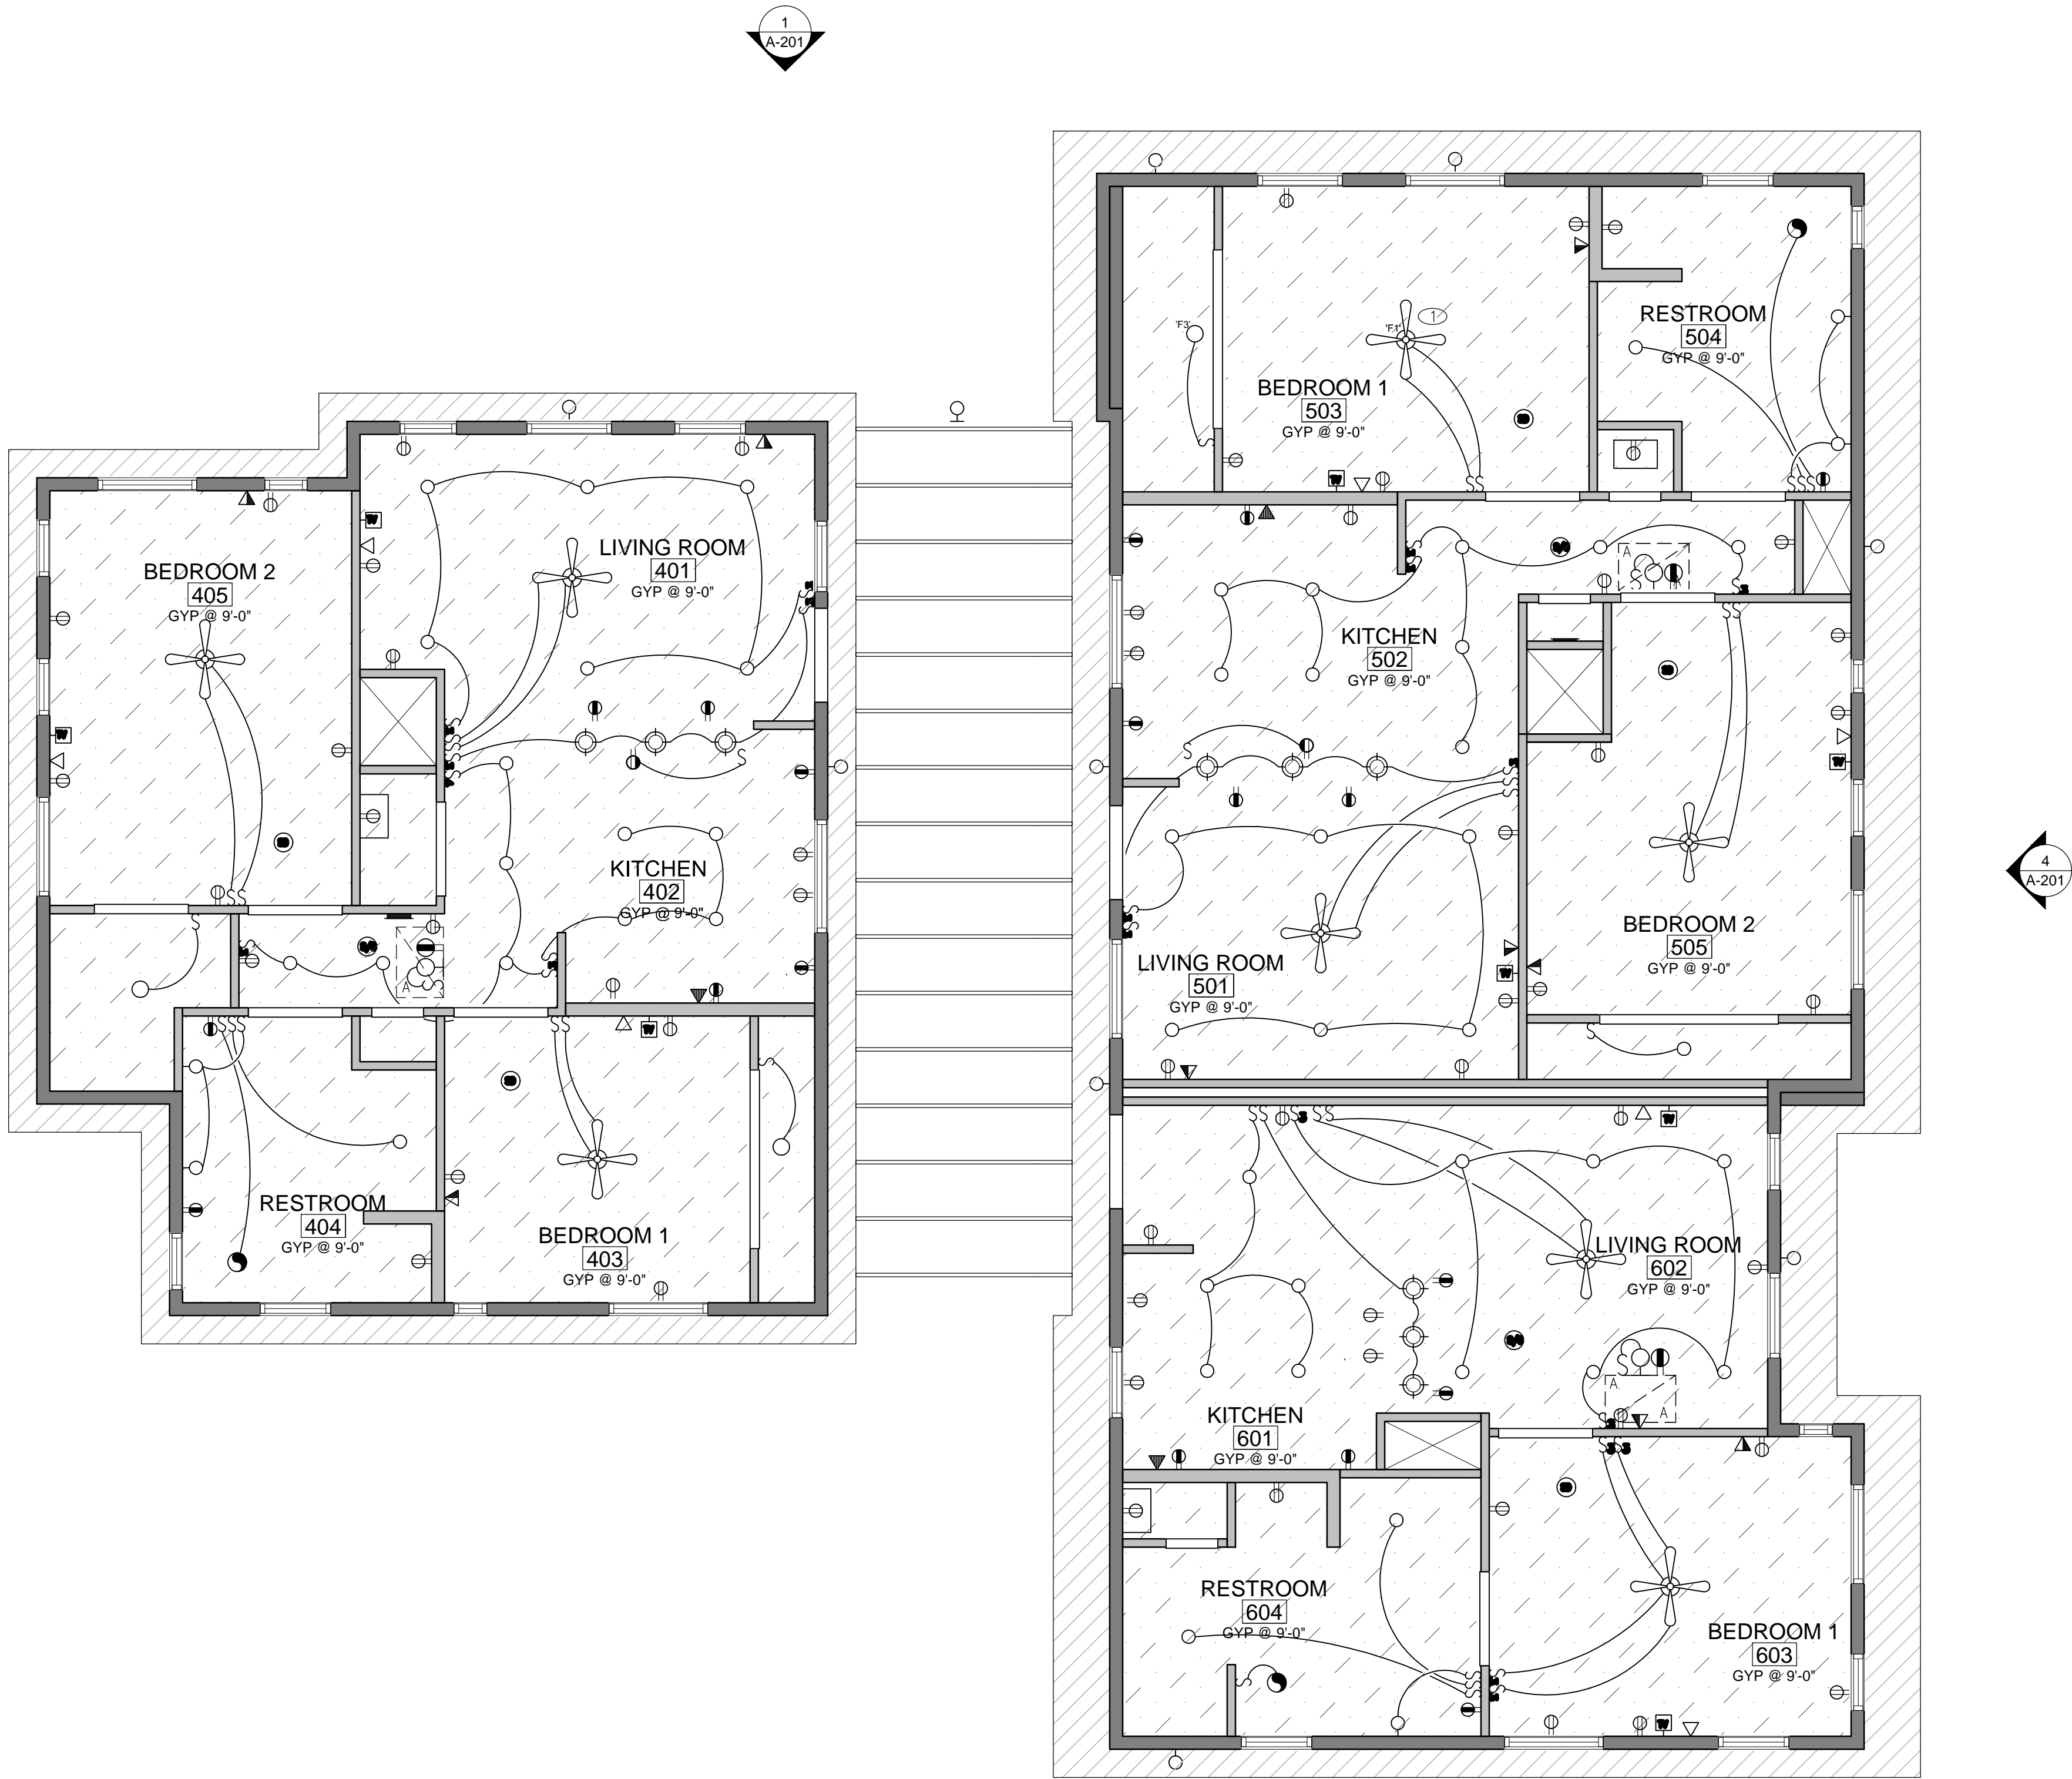 1
A-201
'F3'
'F1'
1
RESTROOM
504
GYP @ 9'-0"
BEDROOM 1
503
GYP @ 9'-0"
LIVING ROOM
401
GYP @ 9'-0"
BEDROOM 2
405
GYP @ 9'-0"
A
KITCHEN
502
GYP @ 9'-0"
KITCHEN
402
GYP @ 9'-0"
4
A-201
BEDROOM 2
505
GYP @ 9'-0"
LIVING ROOM
501
GYP @ 9'-0"
A
RESTROOM
404
GYP @ 9'-0"
BEDROOM 1
403
GYP @ 9'-0"
LIVING ROOM
602
GYP @ 9'-0"
A
A
KITCHEN
601
GYP @ 9'-0"
RESTROOM
604
GYP @ 9'-0"
BEDROOM 1
603
GYP @ 9'-0"